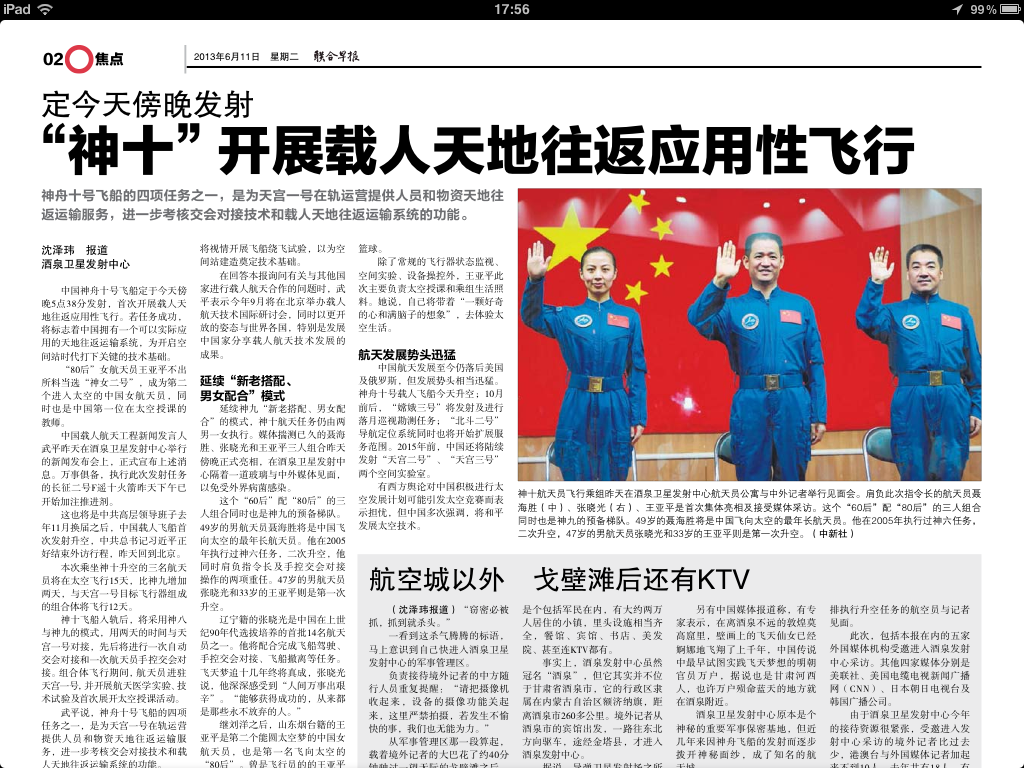 iPad
17:56
99%
02 焦点
2013年6月11日 星期二 联合早报
定今天傍晚发射
“神十”开展载人天地往返应用性飞行
神舟十号飞船的四项任务之一，是为天宫一号在轨运营提供人员和物资天地往
返运输服务，进一步考核交会对接技术和载人天地往返运输系统的功能。
沈泽玮 报道
酒泉卫星发射中心
中国神舟十号飞船定于今天傍
晚5点38分发射，首次开展载人天
地往返应用性飞行。若任务成功，
将标志着中国拥有一个可以实际应
用的天地往返运输系统，为开启空
间站时代打下关键的技术基础。
“80后”女航天员王亚平不出
所料当选“神女二号”，成为第二
个进入太空的中国女航天员，同
时也是中国第一位在太空授课的
教师。
中国载人航天工程新闻发言人
武平昨天在酒泉卫星发射中心举行
的新闻发布会上，正式宣布上述消
息。万事俱备，执行此次发射任务
的长征二号F遥十火箭昨天下午已
开始加注推进剂。
这也将是中共高层领导班子去
年11月换届之后，中国载人飞船首
次发射升空，中共总书记习近平正
好结束外访行程，昨天回到北京。
本次乘坐神十升空的三名航天
员将在太空飞行15天，比神九增加
两天，与天宫一号目标飞行器组成
的组合体将飞行12天。
神十飞船入轨后，将采用神八
与神九的模式，用两天的时间与天
宫一号对接，先后将进行一次自动
交会对接和一次航天员手控交会对
接。组合体飞行期间，航天员进驻
天宫一号，并开展航天医学实验、技
术试验及首次展开太空授课活动。
武平说，神舟十号飞船的四项
任务之一，是为天宫一号在轨运营
提供人员和物资天地往返运输服
务，进一步考核交会对接技术和载
人天地往返运输系统的功能。
将视情开展飞船绕飞试验，以为空
间站建造奠定技术基础。
在回答本报询问有关与其他国
家进行载人航天合作的问题时，武
平表示今年9月将在北京举办载人
航天技术国际研讨会，同时以更开
放的姿态与世界各国，特别是发展
中国家分享载人航天技术发展的
成果。
延续“新老搭配、
男女配合”模式
延续神九“新老搭配、男女配
合”的模式，神十航天任务仍由两
男一女执行。媒体揣测已久的聂海
胜、张晓光和王亚平三人组合昨天
傍晚正式亮相，在酒泉卫星发射中
心隔着一道玻璃与中外媒体见面，
以免受外界病菌感染。
这个“60后”配“80后”的三
人组合同时也是神九的预备梯队。
49岁的男航天员聂海胜将是中国飞
向太空的最年长航天员。他在2005
年执行过神六任务，二次升空，他
同时肩负指令长及手控交会对接
操作的两项重任。47岁的男航天员
张晓光和33岁的王亚平则是第一次
升空。
辽宁籍的张晓光是中国在上世
纪90年代选拔培养的首批14名航天
员之一。他将配合完成飞船驾驶、
手控交会对接、飞船撤离等任务。
飞天梦追十几年终将真成，张晓光
说，他深深感受到“人间万事出艰
辛”。“能够获得成功的，从来都
是那些永不放弃的人。”
继刘洋之后，山东烟台籍的王
亚平是第二个能圆太空梦的中国女
航天员，也是第一名飞向太空的
“80后”。曾是飞行员的的王亚平
篮球。
除了常规的飞行器状态监视、
空间实验、设备操控外，王亚平此
次主要负责太空授课和乘组生活照
料。她说，自己将带着“一颗好奇
的心和满脑子的想象”，去体验太
空生活。
航天发展势头迅猛
中国航天发展至今仍落后美国
及俄罗斯，但发展势头相当迅猛。
神舟十号载人飞船今天升空；10月
前后，“嫦娥三号”将发射及进行
落月巡视勘测任务；“北斗二号”
导航定位系统同时也将开始扩展服
务范围。2015年前，中国还将陆续
发射“天宫二号”、“天宫三号”
两个空间实验室。
有西方舆论对中国积极进行太
空发展计划可能引发太空竞赛而表
示担忧，但中国多次强调，将和平
发展太空技术。
神十航天员飞行乘组昨天在酒泉卫星发射中心航天员公寓与中外记者举行见面会。肩负此次指令长的航天员聂
海胜（中）、张晓光（右）、王亚平是首次集体亮相及接受媒体采访。这个“60后”配“80后”的三人组合
同时也是神九的预备梯队。49岁的聂海胜将是中国飞向太空的最年长航天员。他在2005年执行过神六任务，
二次升空，47岁的男航天员张晓光和33岁的王亚平则是第一次升空。（中新社）
航空城以外 戈壁滩后还有KTV
（沈泽玮报道）“窃密必被
抓，抓到就杀头。”
一看到这杀气腾腾的标语，
马上意识到自己快进入酒泉卫星
发射中心的军事管理区。
负责接待境外记者的中方随
行人员重复提醒：“请把摄像机
收起来，设备的摄像功能关起
来，这里严禁拍摄，若发生不愉
快的事，我们也无能为力。”
从军事管理区那一段算起，
载着境外记者的大巴花了约40分
是个包括军民在内，有大约两万
人居住的小镇，里头设施相当齐
全，餐馆、宾馆、书店、美发
院、甚至连KTV都有。
事实上，酒泉发射中心虽然
冠名“酒泉”，但它其实并不位
于甘肃省酒泉市，它的行政区隶
属在内蒙古自治区额济纳旗，距
离酒泉市260多公里。境外记者从
酒泉市的宾馆出发，一路往东北
方向驱车，途经金塔县，才进入
酒泉发射中心。
另有中国媒体报道称，有专
家表示，在离酒泉不远的敦煌莫
高窟里，壁画上的飞天仙女已经
婀娜地飞翔了上千年，中国传说
中最早试图实践飞天梦想的明朝
官员万户，据说也是甘肃河西
人，也许万户殒命蓝天的地方就
在酒泉附近。
酒泉卫星发射中心原本是个
神秘的重要军事保密基地，但近
几年来因神舟飞船的发射而逐步
拨开神秘面纱，成了知名的航
排执行升空任务的航空员与记者
见面。
此次，包括本报在内的五家
外国媒体机构受邀进入酒泉发射
中心采访。其他四家媒体分别是
美联社、美国电缆电视新闻广播
网（CNN）、日本朝日电视台及
韩国广播公司。
由于酒泉卫星发射中心今年
的接待资源很紧张，受邀进入发
射中心采访的境外记者比过去
少，港澳台与外国媒体记者加起